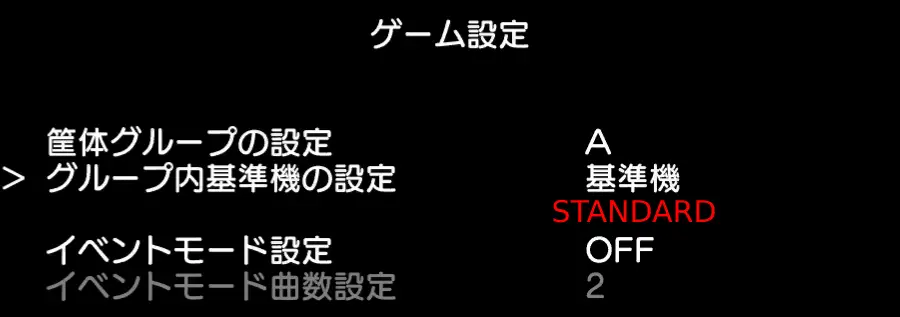 ゲーム設定
筐体グループの設定 A
> グループ内基準機の設定 基準機
STANDARD
イベントモード設定 OFF
イベントモード曲数設定 2